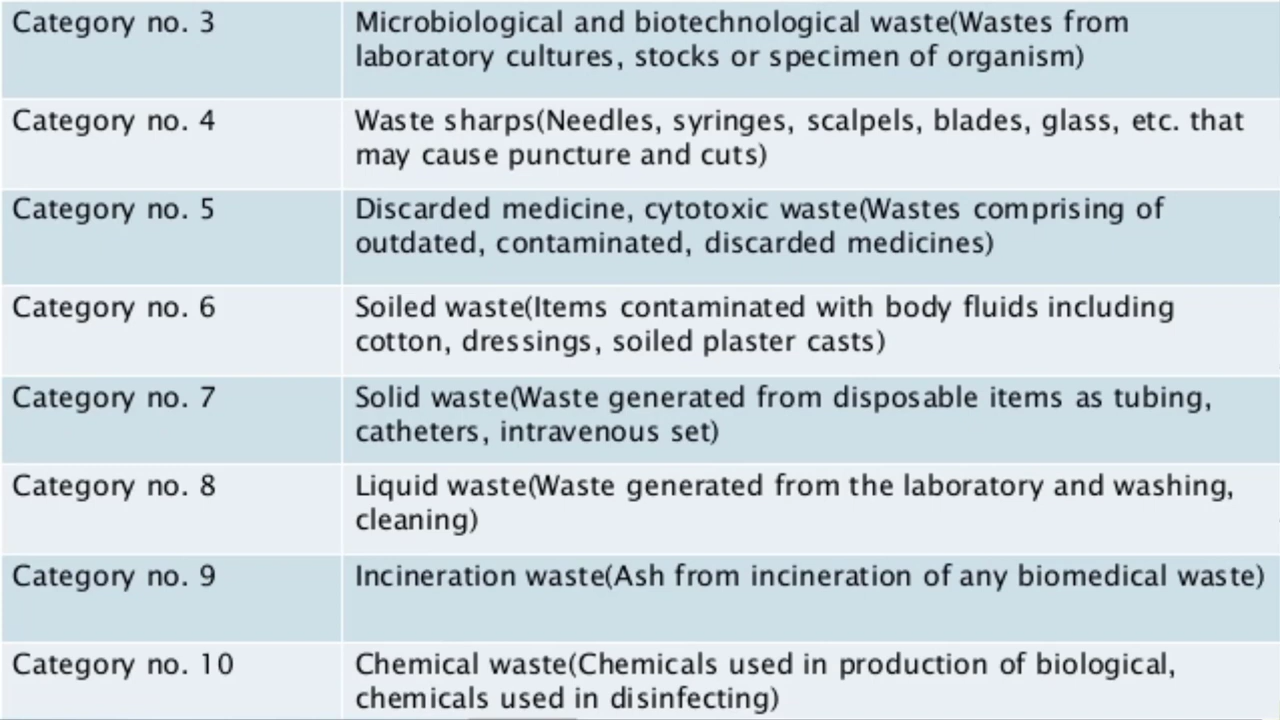 Category no. 3
Microbiological and biotechnological waste(Wastes from
laboratory cultures, stocks or specimen of organism)
Category no. 4
Waste sharps(Needles, syringes, scalpels, blades, glass, etc. that
may cause puncture and cuts)
Category no. 5
Discarded medicine, cytotoxic waste(Wastes comprising of
outdated, contaminated, discarded medicines)
Category no. 6
Soiled waste(Items contaminated with body fluids including
cotton, dressings, soiled plaster casts)
Category no. 7
Solid waste(Waste generated from disposable items as tubing,
catheters, intravenous set)
Category no. 8
Liquid waste(Waste generated from the laboratory and washing,
cleaning)
Category no. 9
Incineration waste(Ash from incineration of any biomedical waste)
Category no. 10
Chemical waste(Chemicals used in production of biological,
chemicals used in disinfecting)